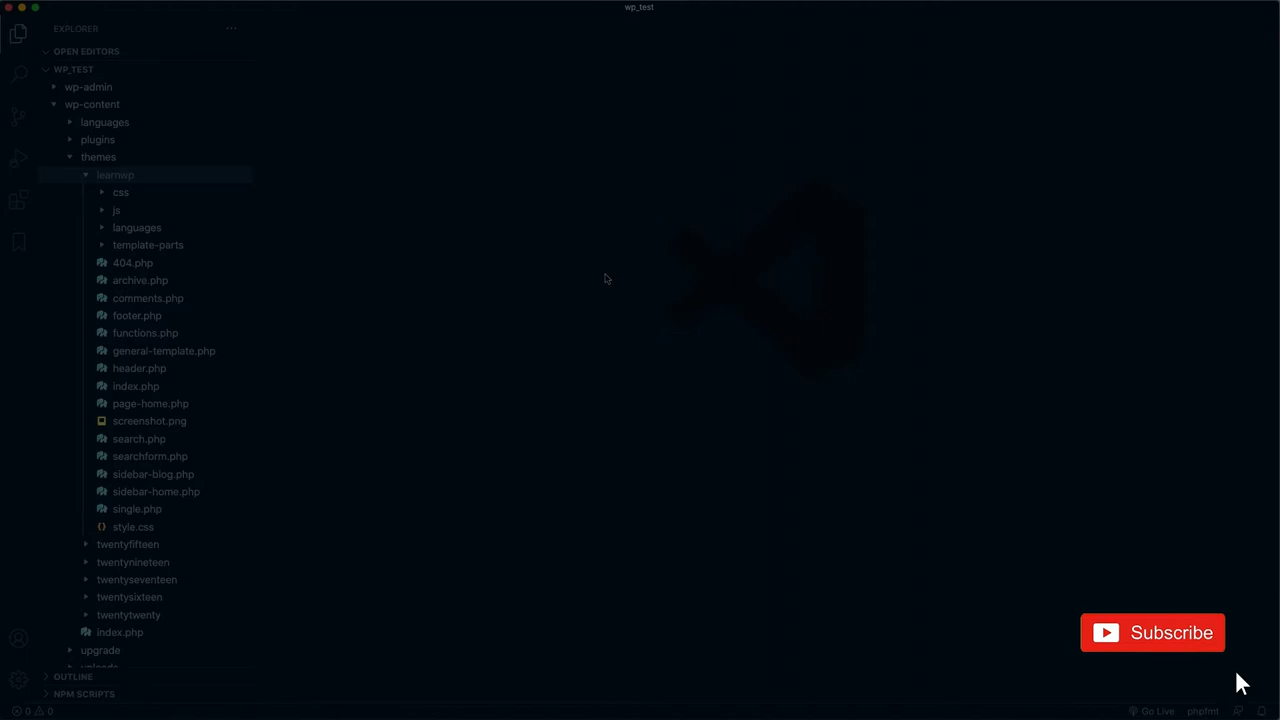 wp_test
EXPLORER
OPEN EDITORS
WP_TEST
wp-admin
wp-content
languages
plugins
themes
learnwp
css
js
languages
template-parts
404.php
archive.php
comments.php
footer.php
functions.php
general-template.php
header.php
index.php
page-home.php
screenshot.png
search.php
searchform.php
sidebar-blog.php
sidebar-home.php
single.php
style.css
twentyfifteen
twentynineteen
twentyseventeen
twentysixteen
twentytwenty
index.php
upgrade
OUTLINE
NPM SCRIPTS
0 0
Go Live phpfmt
Subscribe